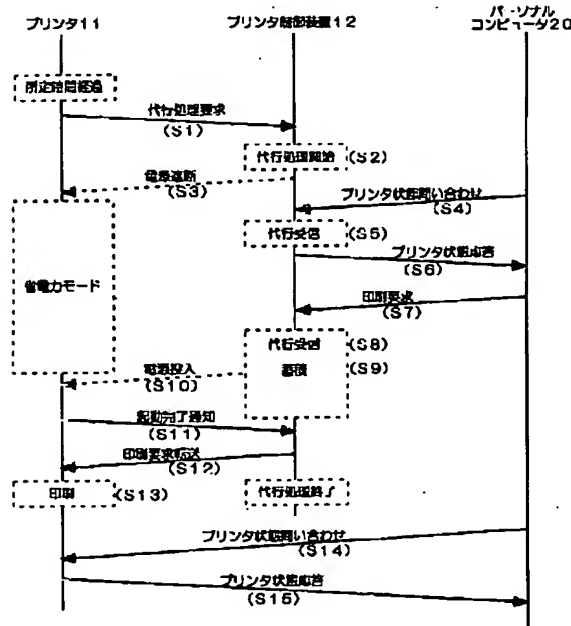 プリンタ11
プリンタ制御装置12
パーソナル
コンピュータ20
所定時間経過
代行処理要求
(S1)
代行処理開始 (S2)
電源遮断
(S3)
プリンタ状態問い合わせ
(S4)
代行受信 (S5)
プリンタ状態応答
(S6)
省電力モード
印刷要求
(S7)
代行受信 (S8)
蓄積 (S9)
電源投入
(S10)
起動完了通知
(S11)
印刷要求転送
(S12)
印刷 (S13)
代行処理終了
プリンタ状態問い合わせ
(S14)
プリンタ状態応答
(S15)